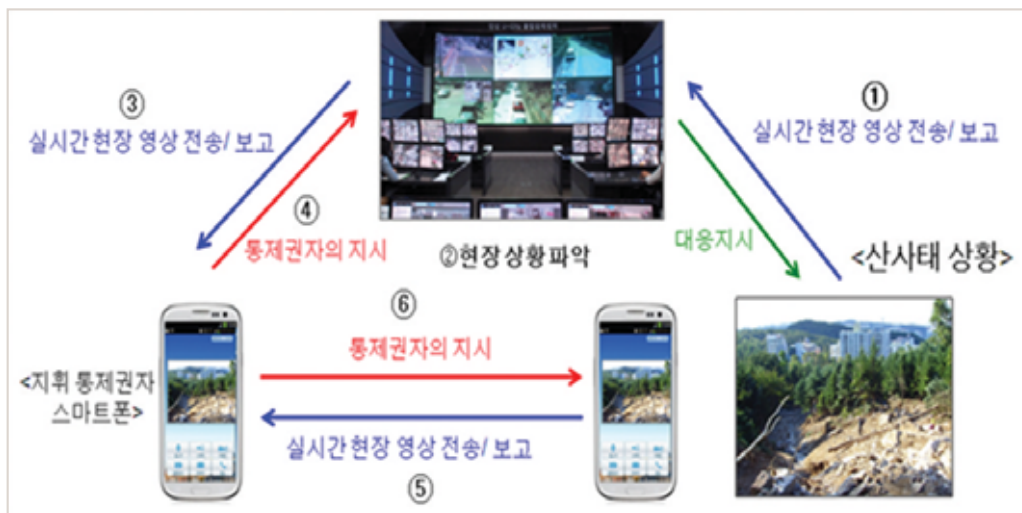 ③
실시간 현장 영상 전송/ 보고
①
실시간 현장 영상 전송/ 보고
④
통제권자의 지시
②현장 상황 파악
대응지시
<산사태 상황>
⑥
통제권자의 지시
<지휘 통제권자
스마트폰>
실시간 현장 영상 전송/ 보고
⑤